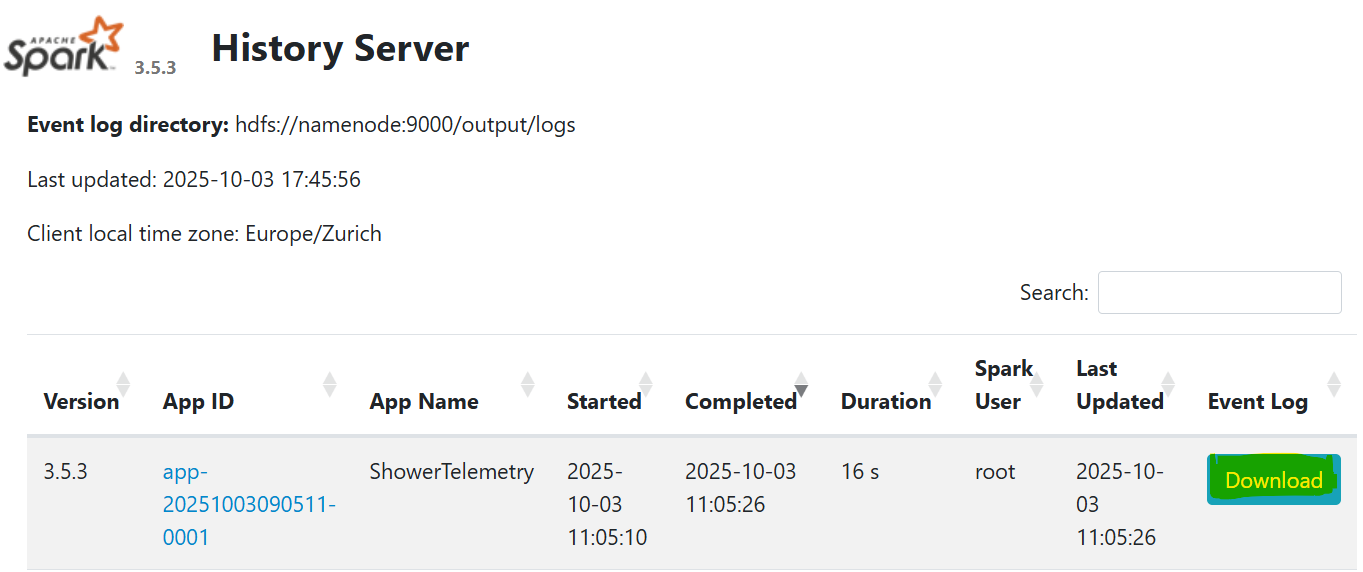 APACHE
Spark™ 3.5.3 History Server
Event log directory: hdfs://namenode:9000/output/logs
Last updated: 2025-10-03 17:45:56
Client local time zone: Europe/Zurich
Search:
Version App ID App Name Started Completed Duration Spark User Last Updated Event Log
3.5.3 app-20251003090511-0001 ShowerTelemetry 2025-10-03 11:05:10 2025-10-03 11:05:26 16 s root 2025-10-03 11:05:26 Download